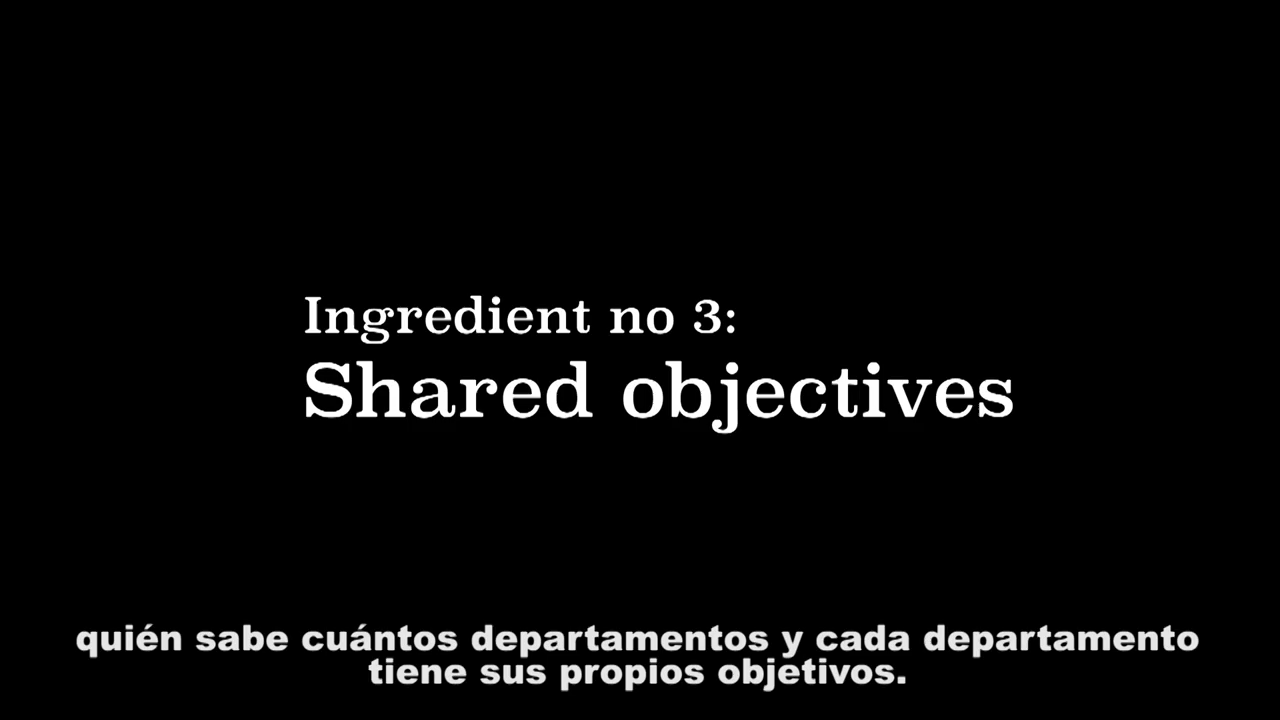 Ingredient no 3:
Shared objectives
quién sabe cuántos departamentos y cada departamento
tiene sus propios objetivos.